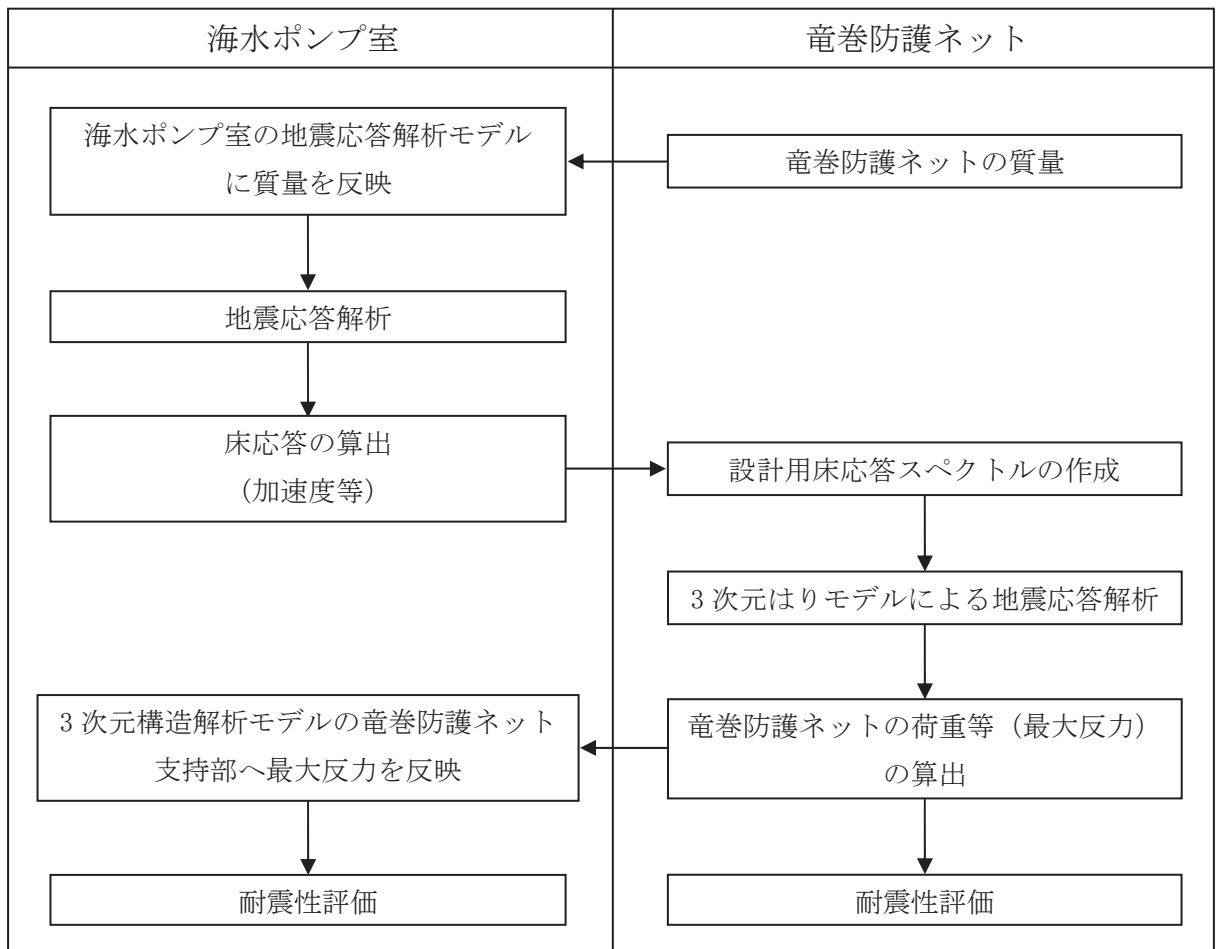 海水ポンプ室
竜巻防護ネット
海水ポンプ室の地震応答解析モデル
に質量を反映
竜巻防護ネットの質量
地震応答解析
床応答の算出
（加速度等）
設計用床応答スペクトルの作成
3次元はりモデルによる地震応答解析
3次元構造解析モデルの竜巻防護ネット
支持部へ最大反力を反映
竜巻防護ネットの荷重等（最大反力）
の算出
耐震性評価
耐震性評価